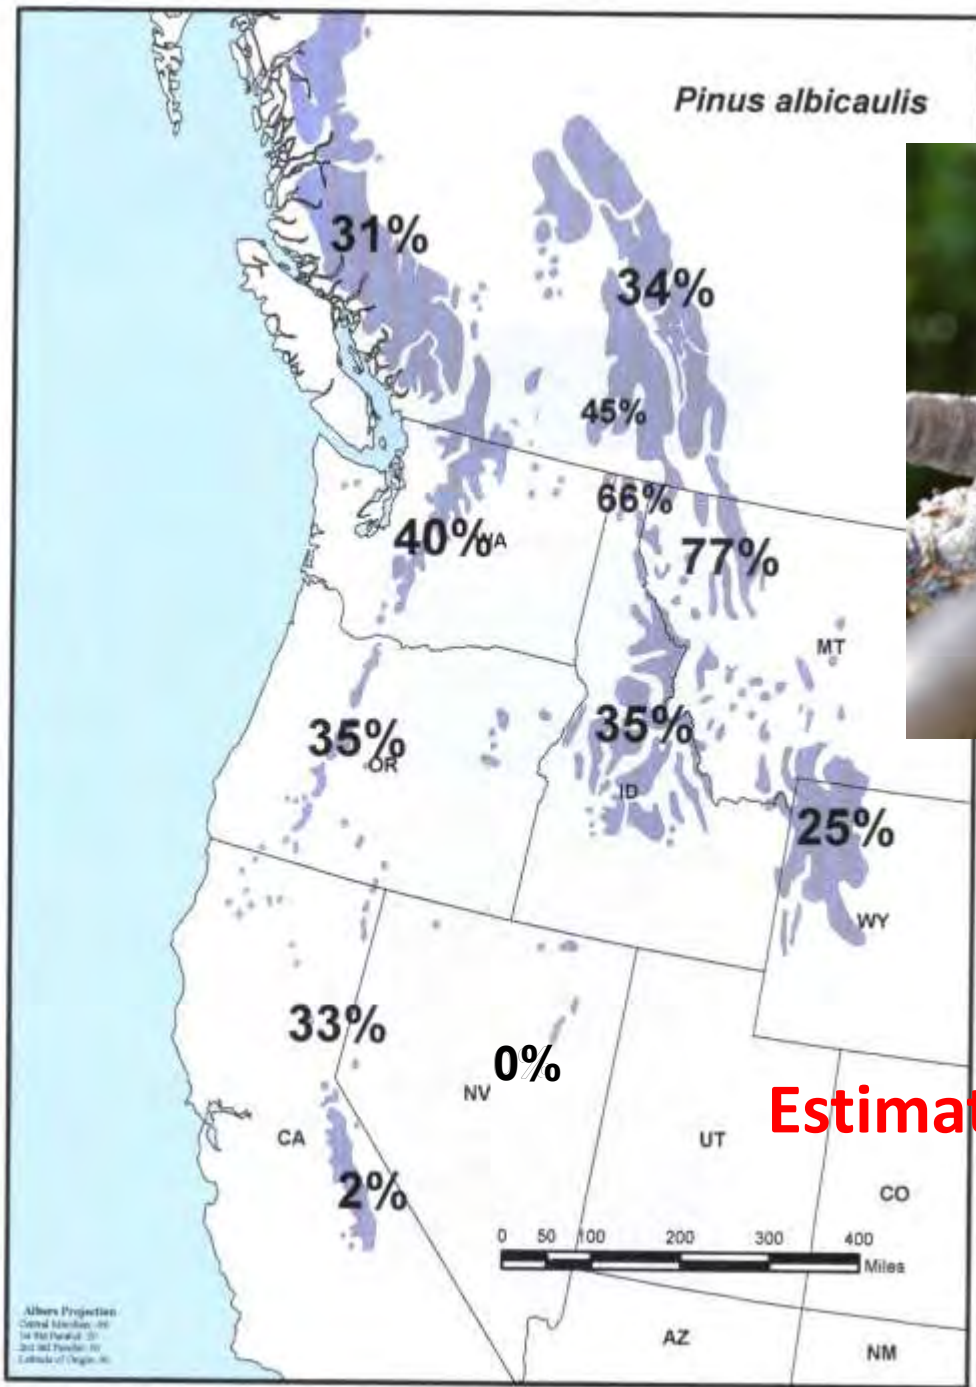 Pinus albicaulis
31%
34%
45%
66%
40%
WA
77%
MT
35%
OR
35%
ID
25%
WY
33%
0%
NV
CA
UT
Estimat
2%
CO
0 50 100 200 300 400
Miles
Albers Projection
AZ
NM